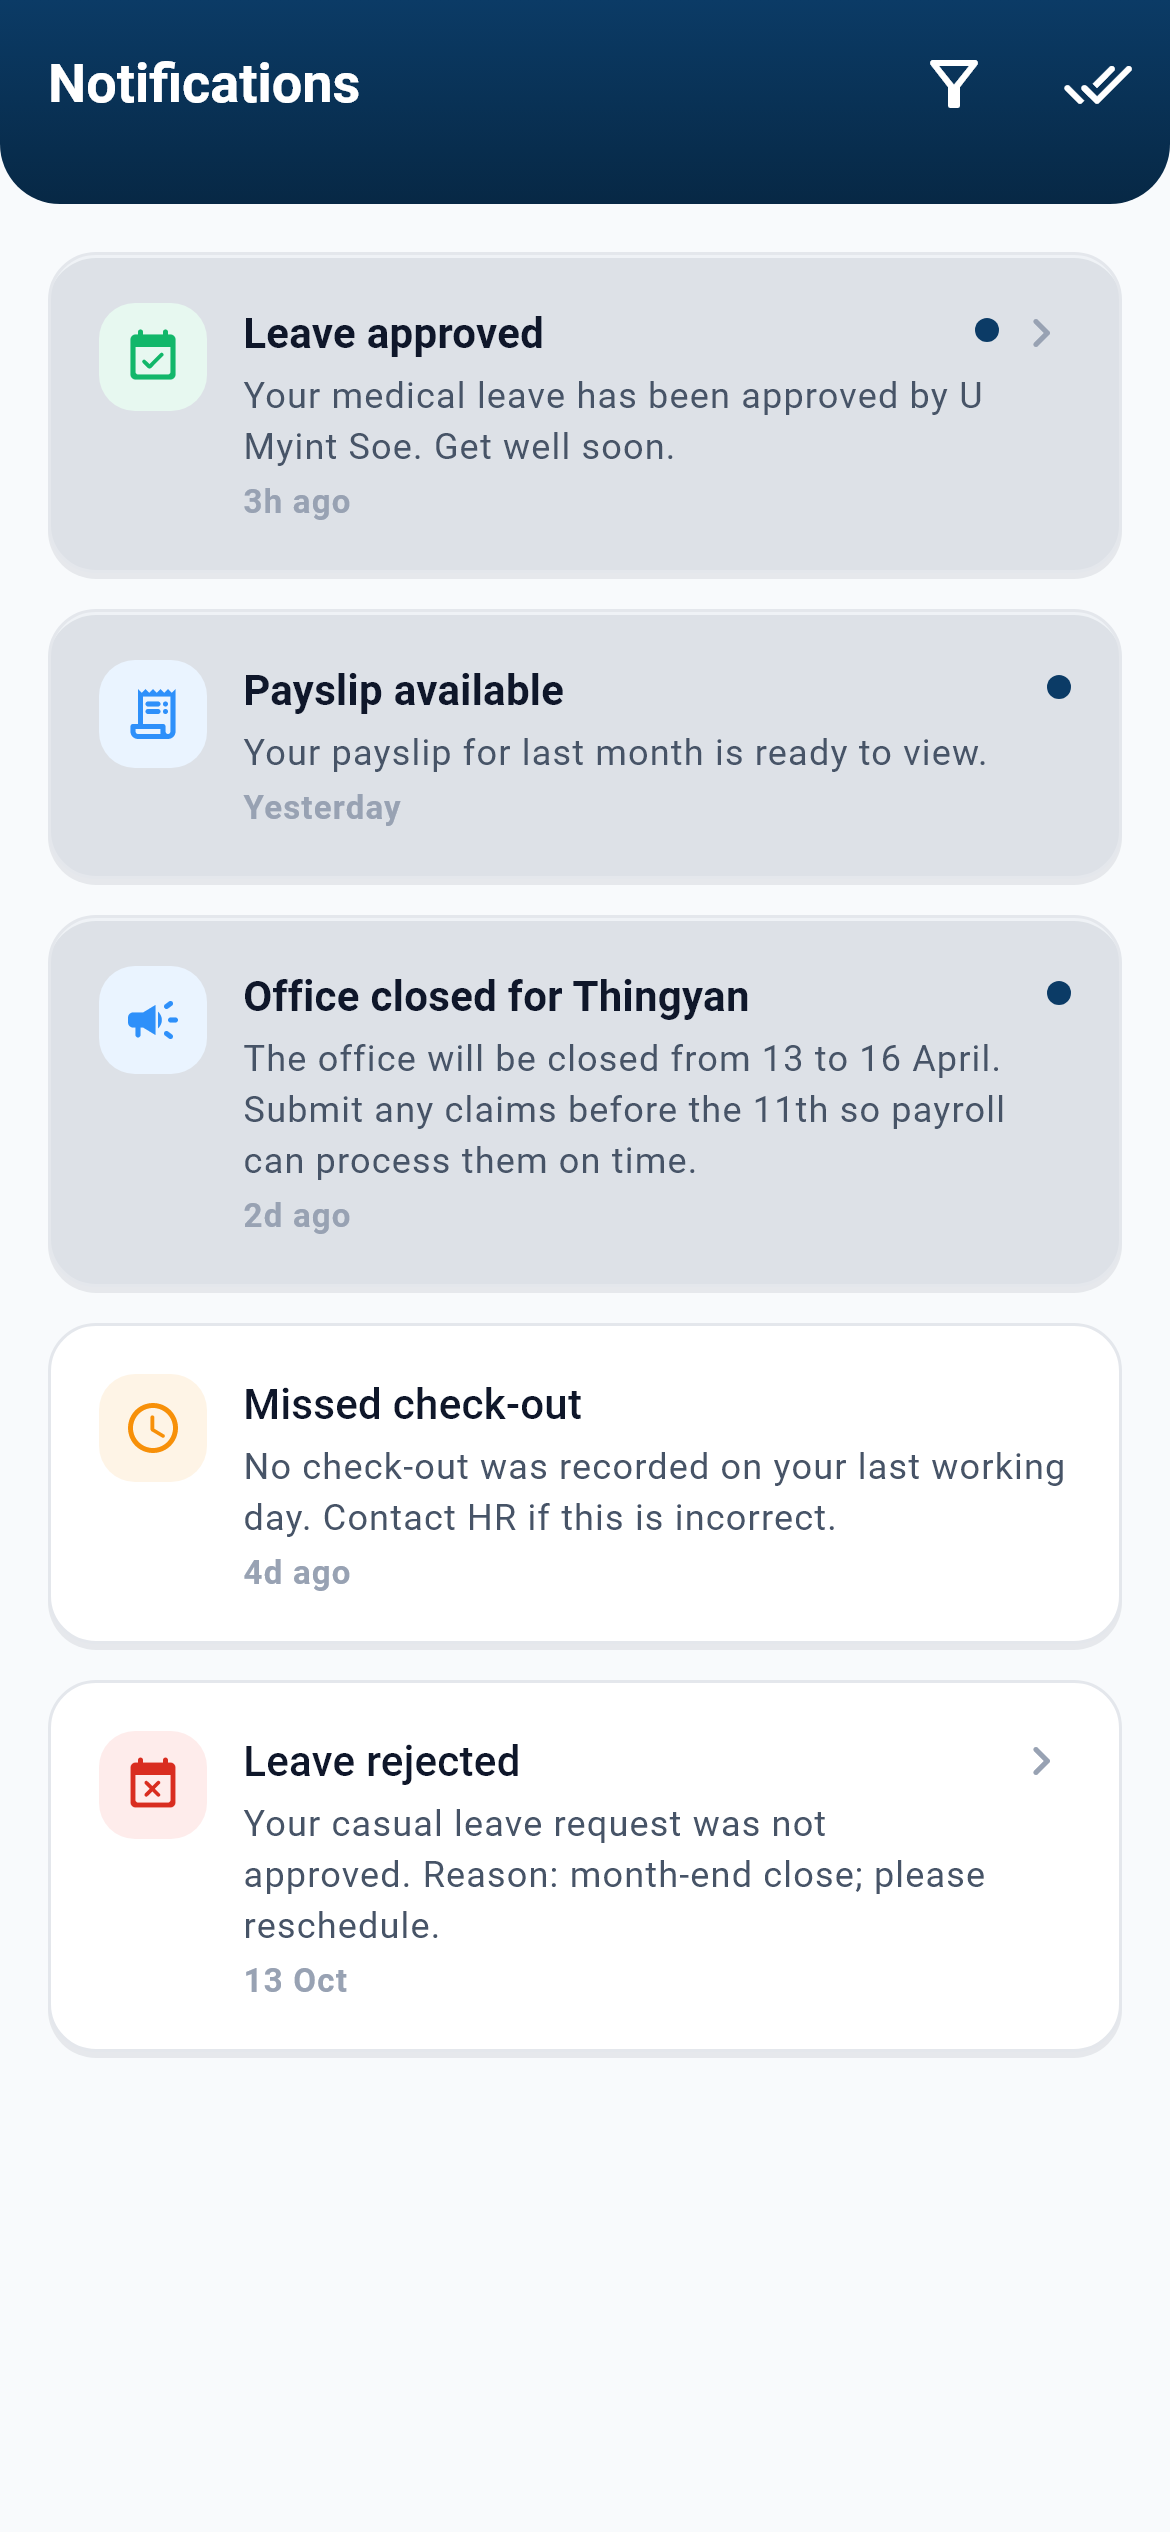 Notifications
Leave approved
Your medical leave has been approved by U
Myint Soe. Get well soon.
3h ago
Payslip available
Your payslip for last month is ready to view.
Yesterday
Office closed for Thingyan
The office will be closed from 13 to 16 April.
Submit any claims before the 11th so payroll
can process them on time.
2d ago
Missed check-out
No check-out was recorded on your last working
day. Contact HR if this is incorrect.
4d ago
Leave rejected
Your casual leave request was not
approved. Reason: month-end close; please
reschedule.
13 Oct